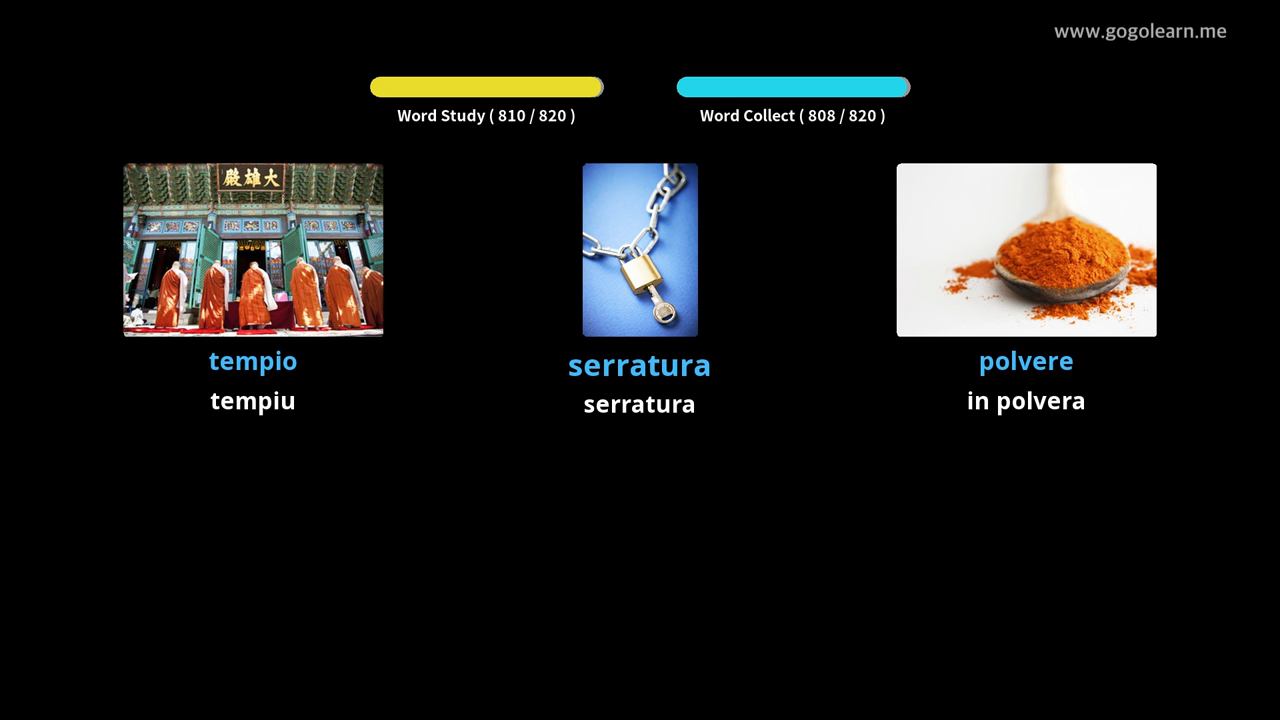 www.gogolearn.me
Word Study ( 810 / 820 )
Word Collect ( 808 / 820 )
大雄殿
tempio
tempiu
serratura
serratura
polvere
in polvera